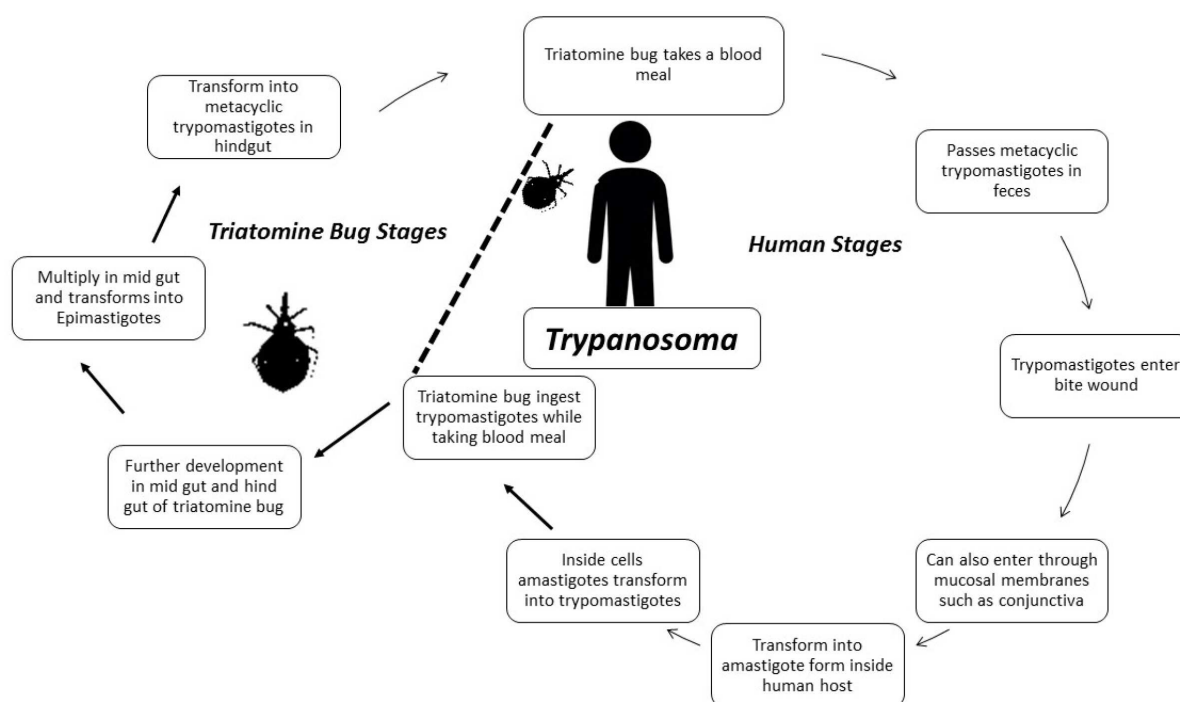 Triatomine bug takes a blood
meal
Passes metacyclic
trypomastigotes in
feces
Trypomastigotes enter
bite wound
Can also enter through
mucosal membranes
such as conjunctiva
Transform into
amastigote form inside
human host
Inside cells
amastigotes transform
into trypomastigotes
Triatomine bug ingest
trypomastigotes while
taking blood meal
Further development
in mid gut and hind
gut of triatomine bug
Multiply in mid gut
and transforms into
Epimastigotes
Transform into
metacyclic
trypomastigotes in
hindgut
Triatomine Bug Stages
Human Stages
Trypanosoma